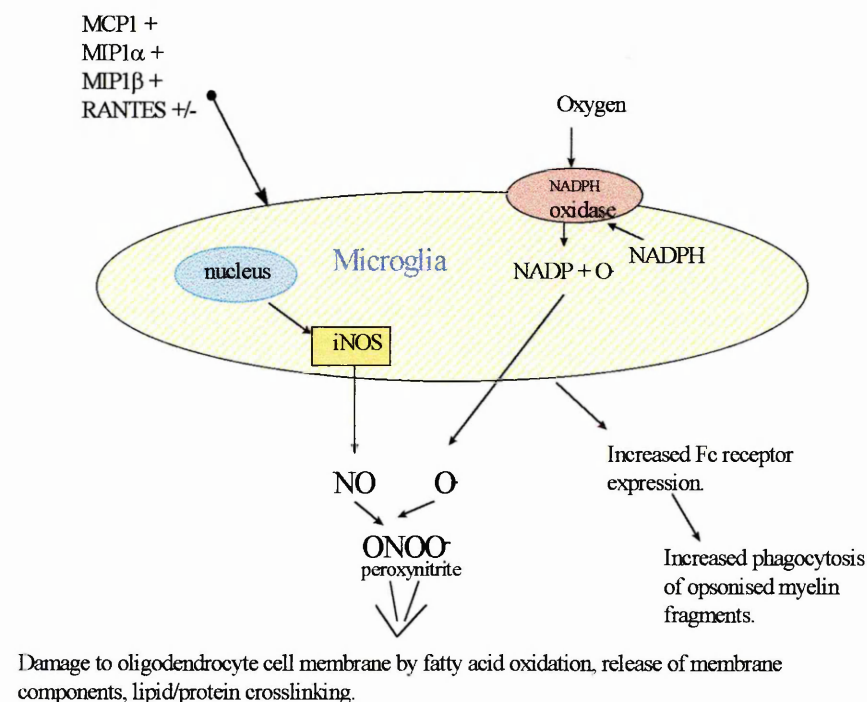 MCP1 +
MIP1α +
MIP1β +
RANTES +/-
Oxygen
NADPH
oxidase
NADPH
NADP + O·
nucleus
Microglia
iNOS
NO
O·
ONOO⁻
peroxynitrite
Increased Fc receptor
expression.
Increased phagocytosis
of opsonised myelin
fragments.
Damage to oligodendrocyte cell membrane by fatty acid oxidation, release of membrane
components, lipid/protein crosslinking.